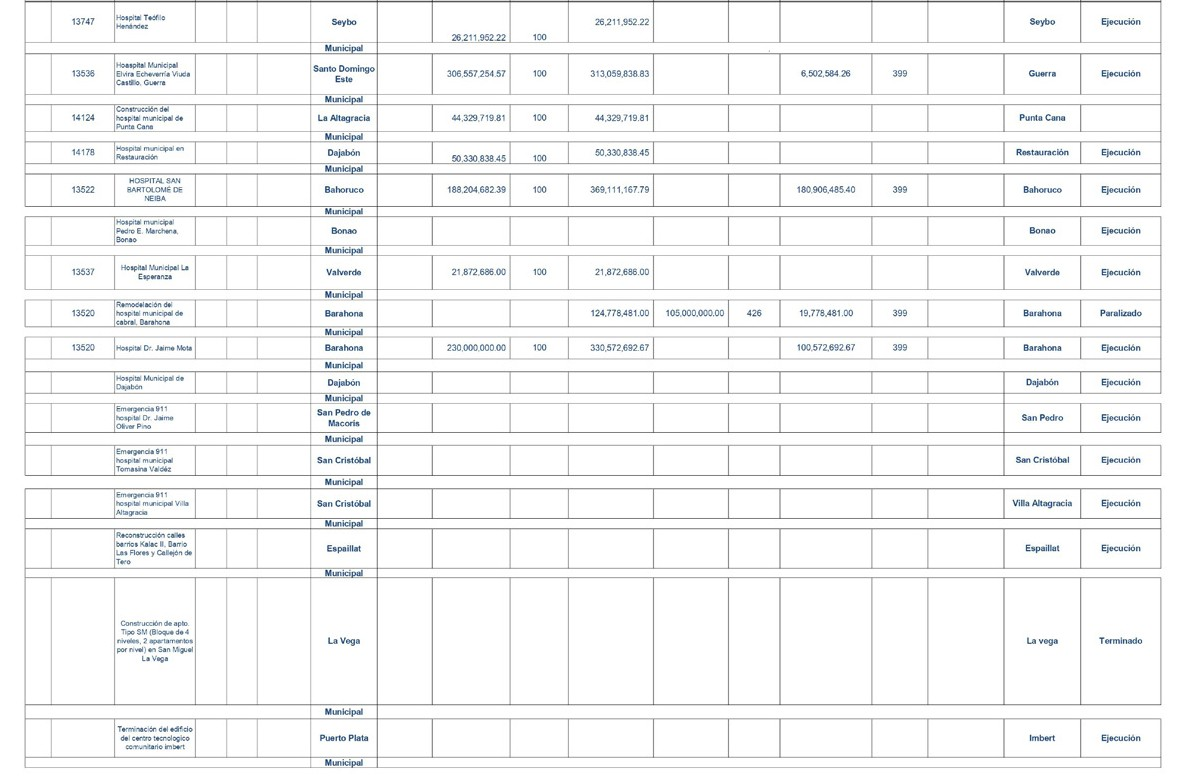 13747 Hospital Teófilo Henández Seybo 26,211,952.22 100 26,211,952.22 Seybo Ejecución
Municipal
13536 Hoaspital Municipal Elvira Echeverría Viuda Castillo, Guerra Santo Domingo Este 306,557,254.57 100 313,059,838.83 6,502,584.26 399 Guerra Ejecución
Municipal
14124 Construcción del hospital municipal de Punta Cana La Altagracia 44,329,719.81 100 44,329,719.81 Punta Cana
Municipal
14178 Hospital municipal en Restauración Dajabón 50,330,838.45 100 50,330,838.45 Restauración Ejecución
Municipal
13522 HOSPITAL SAN BARTOLOMÉ DE NEIBA Bahoruco 188,204,682.39 100 369,111,167.79 180,906,485.40 399 Bahoruco Ejecución
Municipal
Hospital municipal Pedro E. Marchena, Bonao Bonao Bonao Ejecución
Municipal
13537 Hospital Municipal La Esperanza Valverde 21,872,686.00 100 21,872,686.00 Valverde Ejecución
Municipal
13520 Remodelación del hospital municipal de cabral, Barahona Barahona 124,778,481.00 105,000,000.00 426 19,778,481.00 399 Barahona Paralizado
Municipal
13520 Hospital Dr. Jaime Mota Barahona 230,000,000.00 100 330,572,692.67 100,572,692.67 399 Barahona Ejecución
Municipal
Hospital Municipal de Dajabón Dajabón Dajabón Ejecución
Municipal
Emergencia 911 hospital Dr. Jaime Oliver Pino San Pedro de Macorís San Pedro Ejecución
Municipal
Emergencia 911 hospital municipal Tomasina Valdéz San Cristóbal San Cristóbal Ejecución
Municipal
Emergencia 911 hospital municipal Villa Altagracia San Cristóbal Villa Altagracia Ejecución
Municipal
Reconstrucción calles barrios Kalac II, Barrio Las Flores y Callejón de Tero Espaillat Espaillat Ejecución
Municipal
Construcción de apto. Tipo SM (Bloque de 4 niveles, 2 apartamentos por nivel) en San Miguel La Vega La Vega La vega Terminado
Municipal
Terminación del edificio del centro tecnologico comunitario imbert Puerto Plata Imbert Ejecución
Municipal